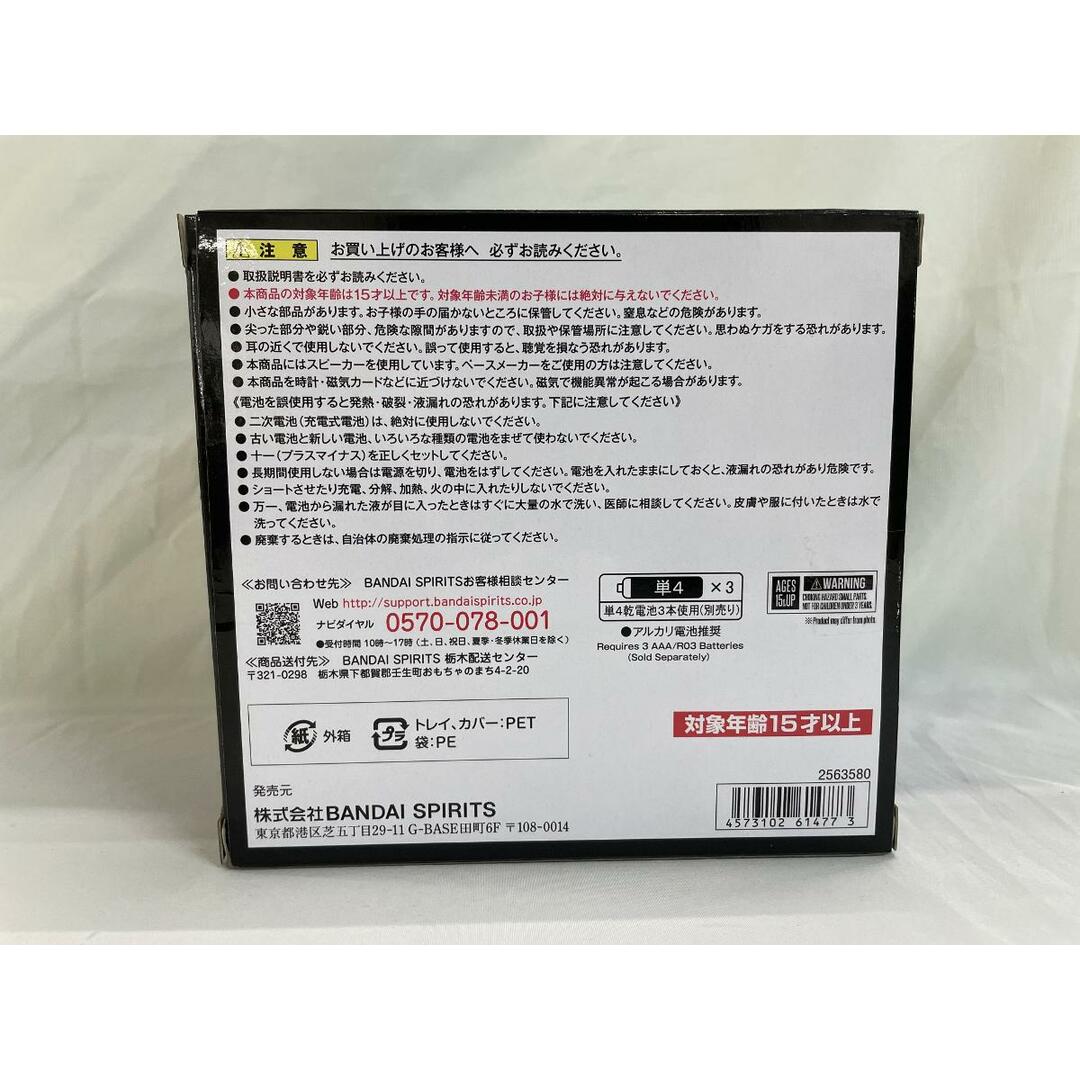 注意 お買い上げのお客様へ 必ずお読みください。
●取扱説明書を必ずお読みください。
●本商品の対象年齢は15才以上です。対象年齢未満のお子様には絶対に与えないでください。
●小さな部品があります。お子様の手の届かないところに保管してください。窒息などの危険があります。
●尖った部分や鋭い部分、危険な隙間がありますので、取扱や保管場所に注意してください。思わぬケガをする恐れがあります。
●耳の近くで使用しないでください。誤って使用すると、聴覚を損なう恐れがあります。
●本商品にはスピーカーを使用しています。ペースメーカーをご使用の方は注意してください。
●本商品を時計・磁気カードなどに近づけないでください。磁気で機能異常が起こる場合があります。
《電池を誤使用すると発熱・破裂・液漏れの恐れがあります。下記に注意してください》
●二次電池(充電式電池)は、絶対に使用しないでください。
●古い電池と新しい電池、いろいろな種類の電池をまぜて使わないでください。
●＋－(プラスマイナス)を正しくセットしてください。
●長期間使用しない場合は電源を切り、電池をはずしてください。電池を入れたままにしておくと、液漏れの恐れがあり危険です。
●ショートさせたり充電、分解、加熱、火の中に入れたりしないでください。
●万一、電池から漏れた液が目に入ったときはすぐに大量の水で洗い、医師に相談してください。皮膚や服に付いたときは水で
洗ってください。
●廃棄するときは、自治体の廃棄処理の指示に従ってください。
≪お問い合わせ先≫ BANDAI SPIRITSお客様相談センター
Web http://support.bandaispirits.co.jp
ナビダイヤル 0570-078-001
●受付時間 10時～17時(土、日、祝日、夏季・冬季休業日を除く)
≪商品送付先≫ BANDAI SPIRITS 栃木配送センター
〒321-0298 栃木県下都賀郡壬生町おもちゃのまち4-2-20
単4 ×3
単4乾電池3本使用(別売り)
●アルカリ電池推奨
Requires 3 AAA/R03 Batteries
(Sold Separately)
AGES
15&UP
WARNING
CHOKING HAZARD SMALL PARTS.
NOT FOR CHILDREN UNDER 3 YEARS.
※Product may differ from photo.
紙 外箱
プラ トレイ、カバー:PET
袋:PE
対象年齢15才以上
発売元
株式会社BANDAI SPIRITS
東京都港区芝五丁目29-11 G-BASE田町6F 〒108-0014
2563580
4573102 61477 3